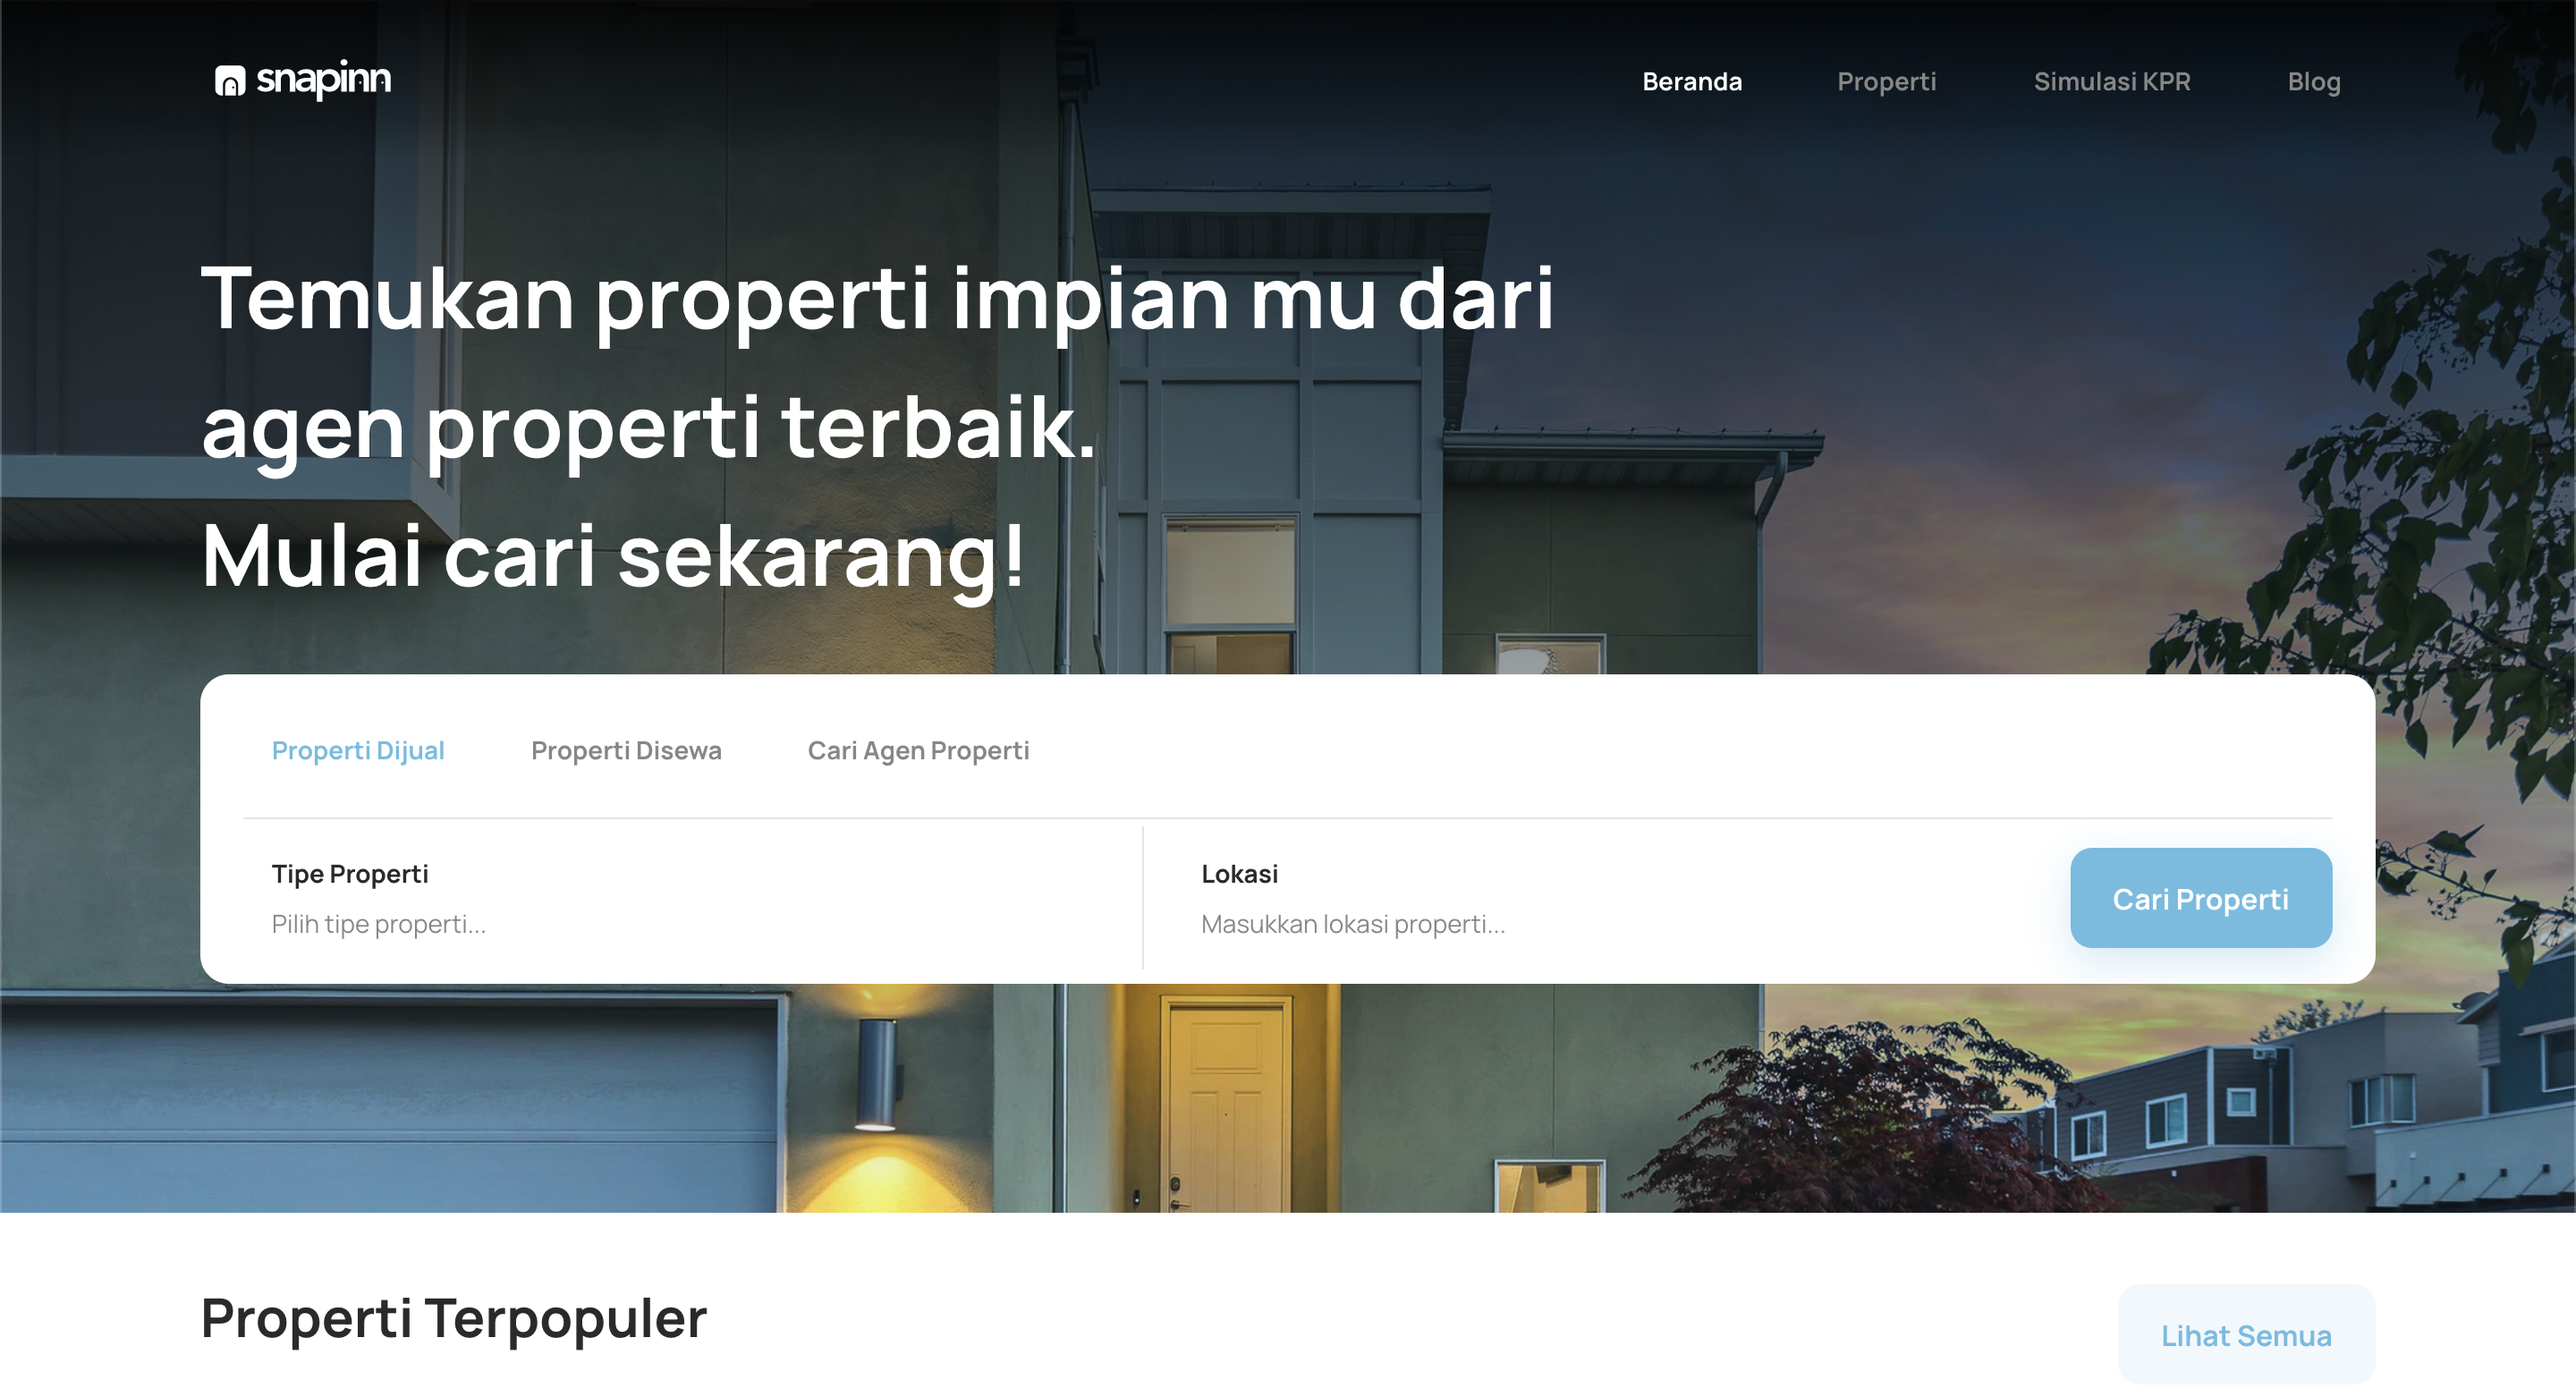 snapinn
Beranda
Properti
Simulasi KPR
Blog
Temukan properti impian mu dari
agen properti terbaik.
Mulai cari sekarang!
Properti Dijual
Properti Disewa
Cari Agen Properti
Tipe Properti
Pilih tipe properti...
Lokasi
Masukkan lokasi properti...
Cari Properti
Properti Terpopuler
Lihat Semua